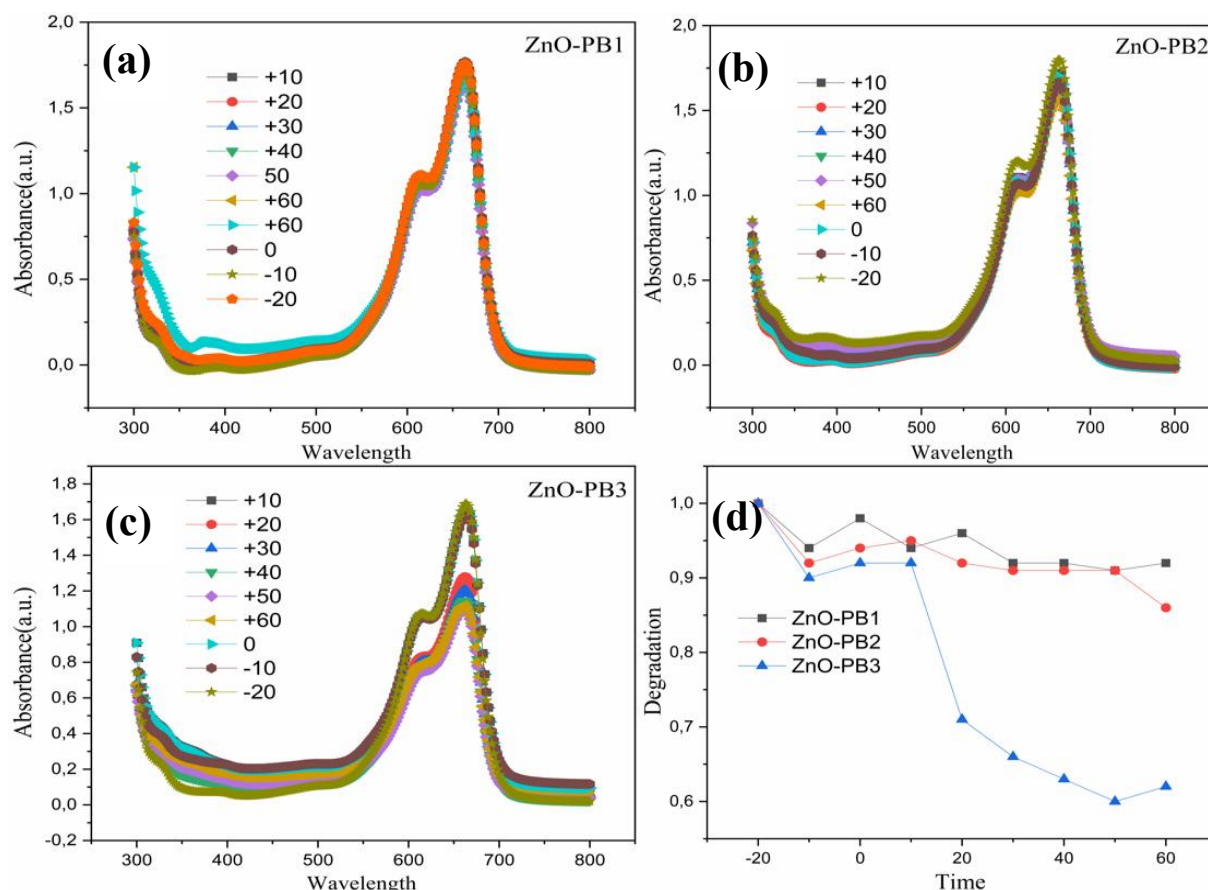 (a)
ZnO-PB1
2,0
1,5
1,0
0,5
0,0
Absorbance(a.u.)
+10
+20
+30
+40
50
+60
+60
0
-10
-20
300 400 500 600 700 800
Wavelength
(b)
ZnO-PB2
2,0
1,5
1,0
0,5
0,0
Absorbance(a.u.)
+10
+20
+30
+40
+50
+60
0
-10
-20
300 400 500 600 700 800
Wavelength
(c)
ZnO-PB3
1,8
1,6
1,4
1,2
1,0
0,8
0,6
0,4
0,2
0,0
-0,2
Absorbance(a.u.)
+10
+20
+30
+40
+50
+60
0
-10
-20
300 400 500 600 700 800
Wavelength
(d)
1,0
0,9
0,8
0,7
0,6
Degradation
ZnO-PB1
ZnO-PB2
ZnO-PB3
-20 0 20 40 60
Time